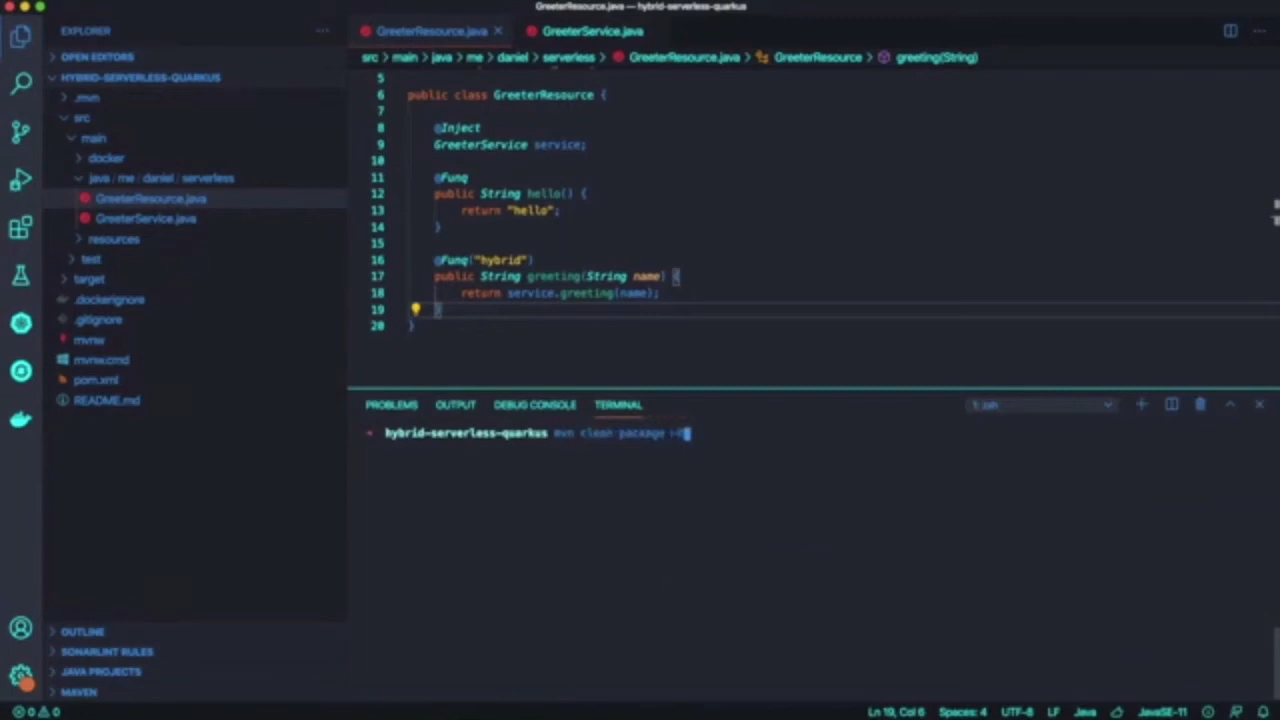 GreeterResource.java — hybrid-serverless-quarkus
EXPLORER
OPEN EDITORS
HYBRID-SERVERLESS-QUARKUS
.mvn
src
main
docker
java / me / daniel / serverless
GreeterResource.java
GreeterService.java
resources
test
target
.dockerignore
.gitignore
mvnw
mvnw.cmd
pom.xml
README.md
OUTLINE
SONARLINT RULES
JAVA PROJECTS
MAVEN
GreeterResource.java
GreeterService.java
src > main > java > me > daniel > serverless > GreeterResource.java > GreeterResource > greeting(String)
5
6 public class GreeterResource {
7
8 @Inject
9 GreeterService service;
10
11 @Funq
12 public String hello() {
13 return "hello";
14 }
15
16 @Funq("hybrid")
17 public String greeting(String name) {
18 return service.greeting(name);
19 }
20 }
PROBLEMS OUTPUT DEBUG CONSOLE TERMINAL 1: zsh
hybrid-serverless-quarkus mvn clean package
0 0 Ln 19, Col 6 Spaces: 4 UTF-8 LF Java JavaSE-11